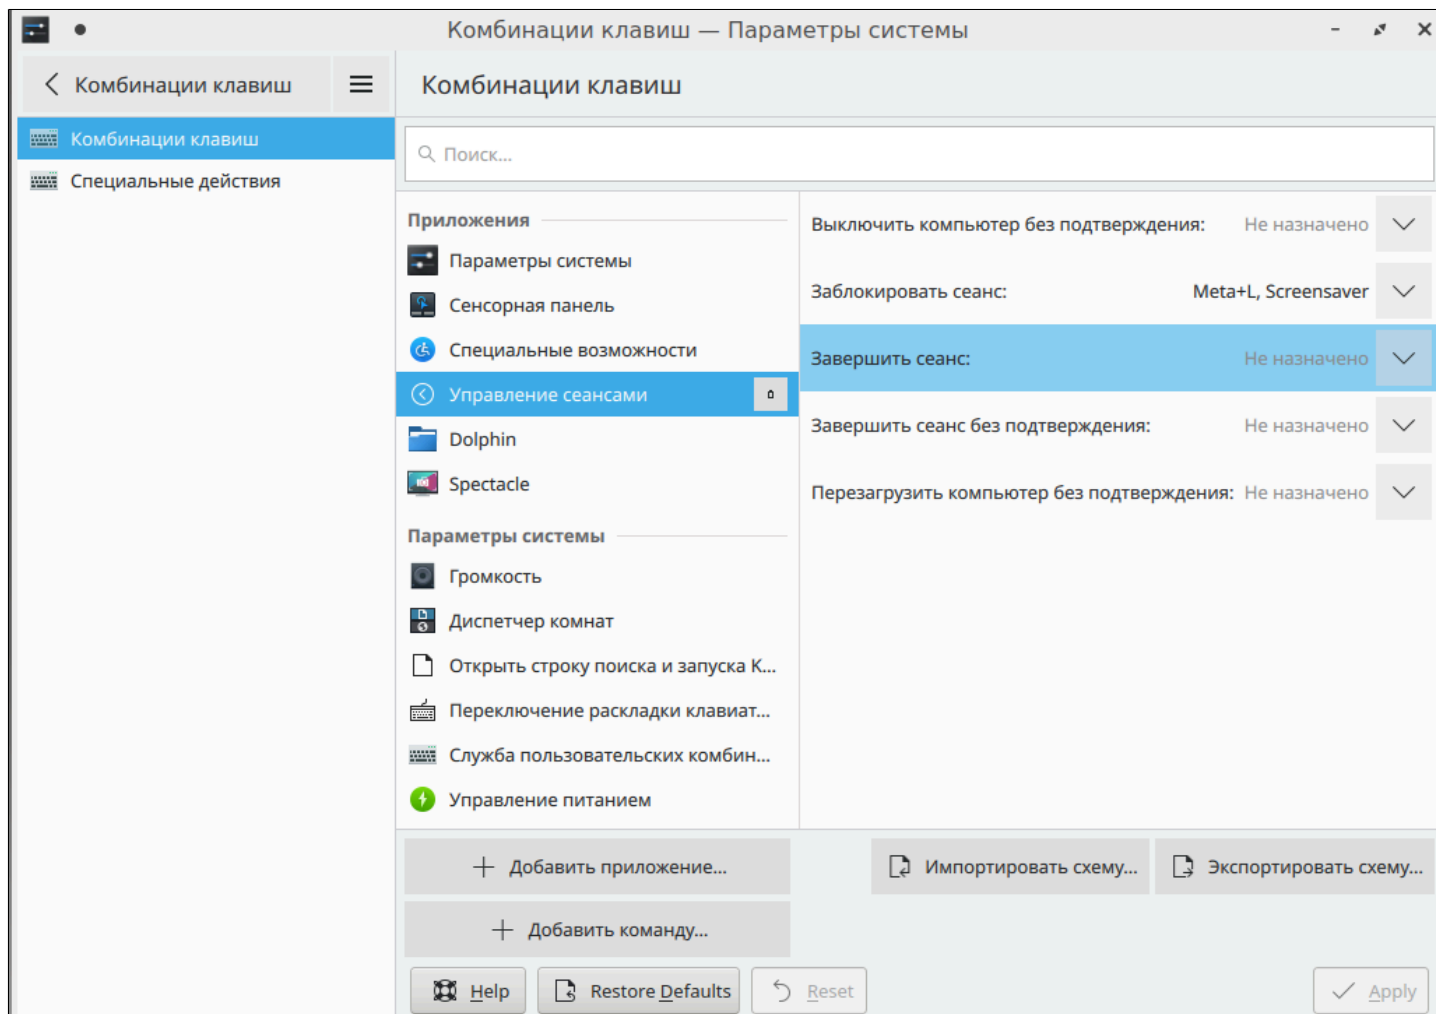 Комбинации клавиш — Параметры системы
Комбинации клавиш
Комбинации клавиш
Комбинации клавиш
Специальные действия
Поиск...
Приложения
Параметры системы
Сенсорная панель
Специальные возможности
Управление сеансами
Dolphin
Spectacle
Параметры системы
Громкость
Диспетчер комнат
Открыть строку поиска и запуска K...
Переключение раскладки клавиат...
Служба пользовательских комбин...
Управление питанием
Выключить компьютер без подтверждения: Не назначено
Заблокировать сеанс: Meta+L, Screensaver
Завершить сеанс: Не назначено
Завершить сеанс без подтверждения: Не назначено
Перезагрузить компьютер без подтверждения: Не назначено
Добавить приложение...
Импортировать схему...
Экспортировать схему...
Добавить команду...
Help
Restore Defaults
Reset
Apply